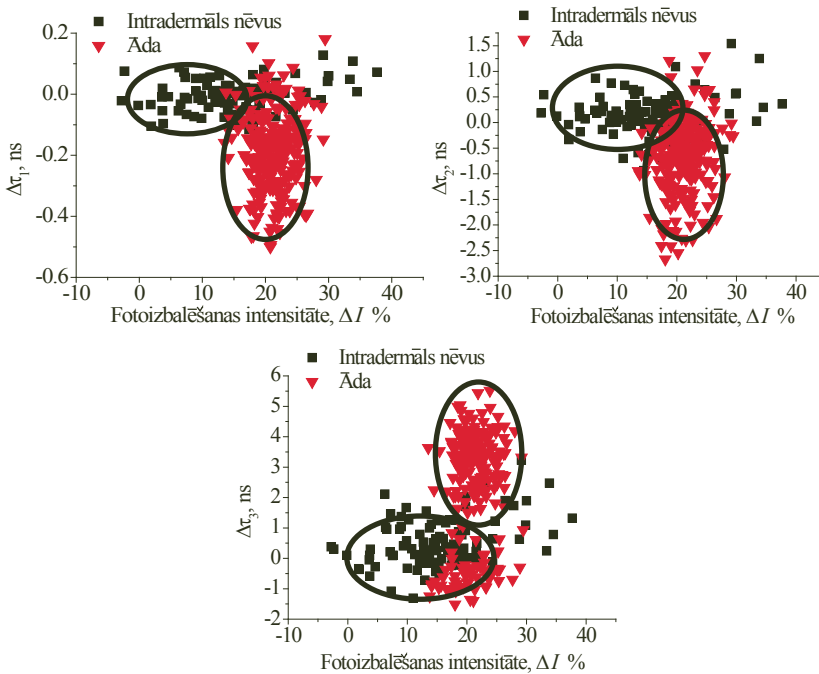 Intradermāls nēvus
Āda
0.2
0.0
-0.2
-0.4
-0.6
Δτ1, ns
-10 0 10 20 30 40
Fotoizbalēšanas intensitāte, ΔI %
Intradermāls nēvus
Āda
1.5
1.0
0.5
0.0
-0.5
-1.0
-1.5
-2.0
-2.5
-3.0
Δτ2, ns
-10 0 10 20 30 40
Fotoizbalēšanas intensitāte, ΔI %
Intradermāls nēvus
Āda
6
5
4
3
2
1
0
-1
-2
Δτ3, ns
-10 0 10 20 30 40
Fotoizbalēšanas intensitāte, ΔI %